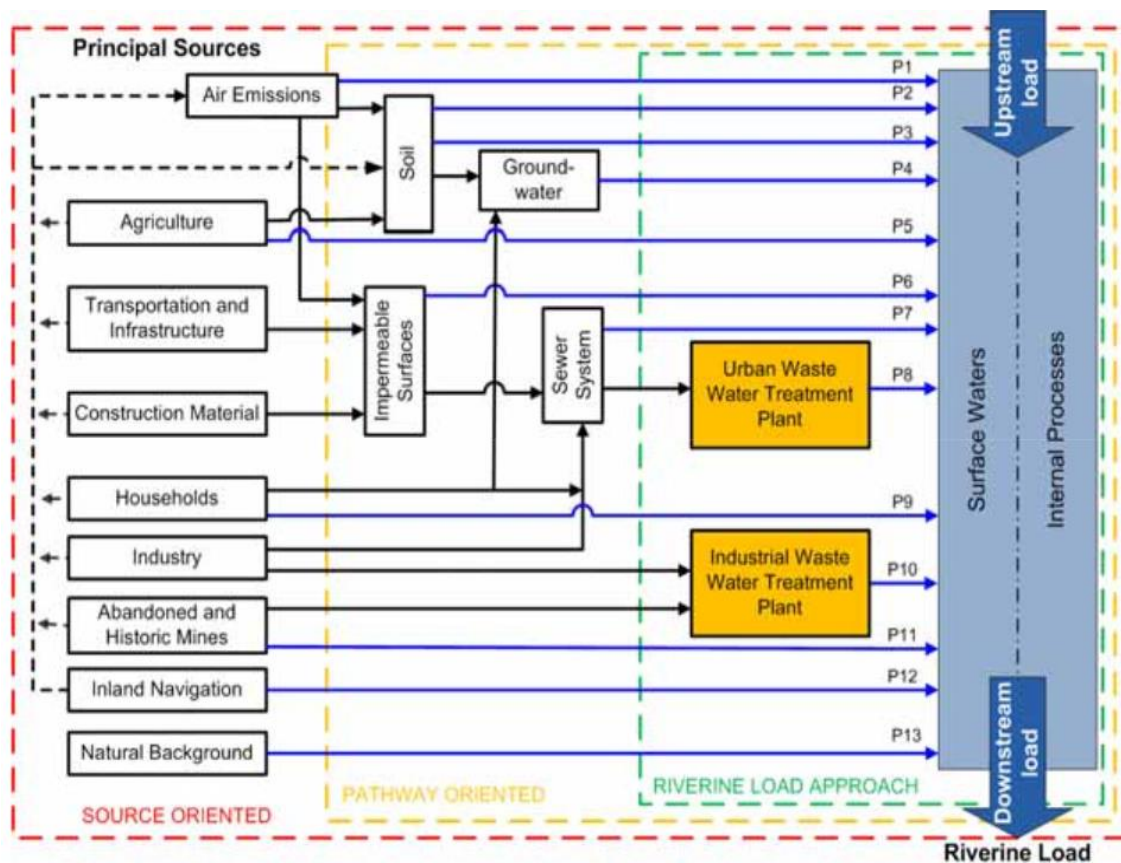 Principal Sources
Air Emissions
Agriculture
Transportation and
Infrastructure
Construction Material
Households
Industry
Abandoned and
Historic Mines
Inland Navigation
Natural Background
SOURCE ORIENTED
Soil
Ground-
water
Impermeable
Surfaces
Sewer
System
PATHWAY ORIENTED
Urban Waste
Water Treatment
Plant
Industrial Waste
Water Treatment
Plant
P1
P2
P3
P4
P5
P6
P7
P8
P9
P10
P11
P12
P13
RIVERINE LOAD APPROACH
Upstream
load
Surface Waters
Internal Processes
Downstream
load
Riverine Load